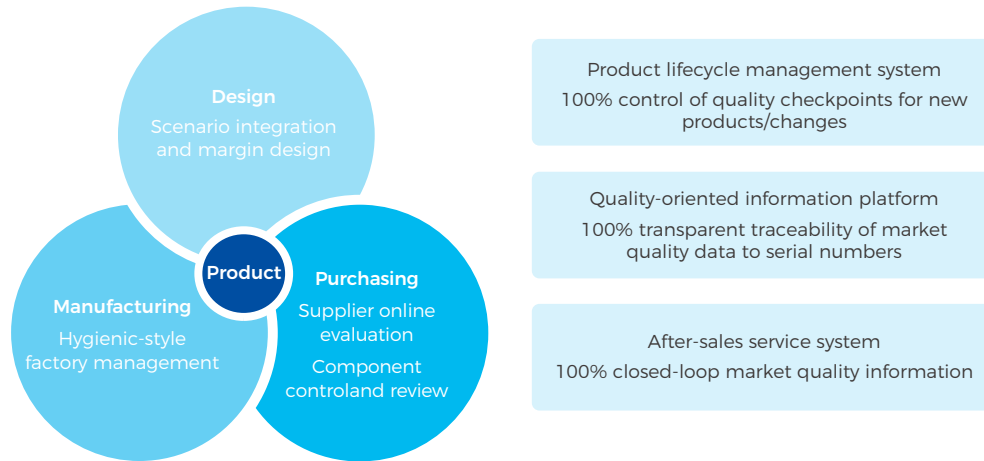 Design
Scenario integration
and margin design
Product
Manufacturing
Hygienic-style
factory management
Purchasing
Supplier online
evaluation
Component
controland review
Product lifecycle management system
100% control of quality checkpoints for new
products/changes
Quality-oriented information platform
100% transparent traceability of market
quality data to serial numbers
After-sales service system
100% closed-loop market quality information